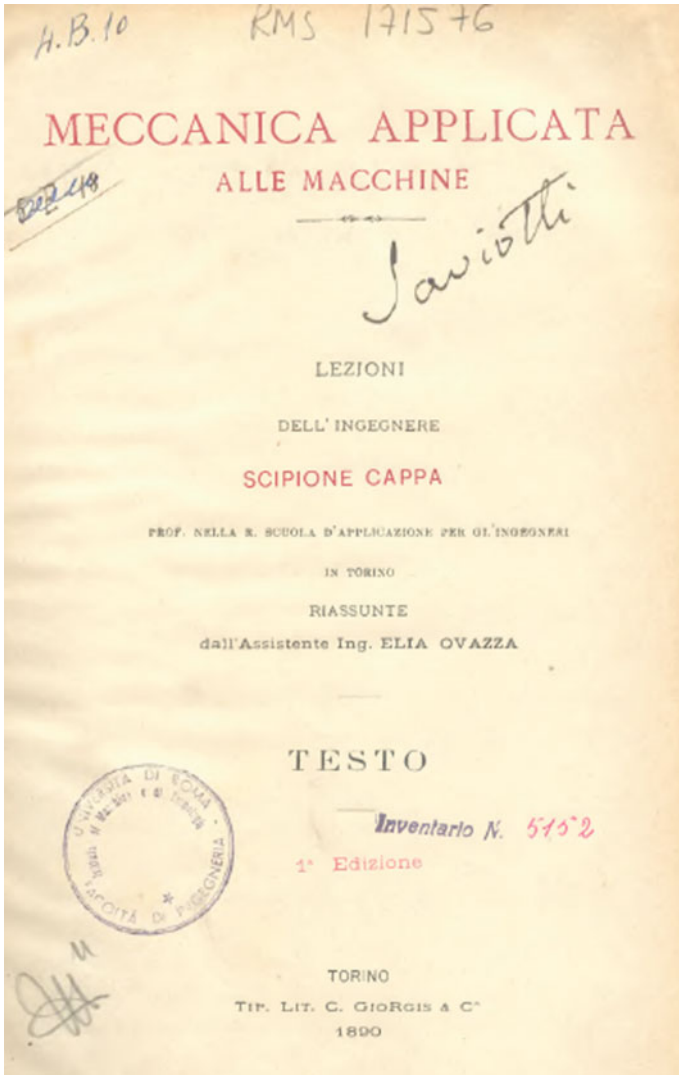 A.B.10 RMS 171576
MECCANICA APPLICATA
ALLE MACCHINE
Saviotti
LEZIONI
DELL'INGEGNERE
SCIPIONE CAPPA
PROF. NELLA R. SCUOLA D'APPLICAZIONE PER GL'INGEGNERI
IN TORINO
RIASSUNTE
dall'Assistente Ing. ELIA OVAZZA
TESTO
UNIVERSITÀ DI ROMA -
FACOLTÀ DI INGEGNERIA
Inventario N. 5152
1ª Edizione
TORINO
TIP. LIT. C. GIORGIS & Cª
1890